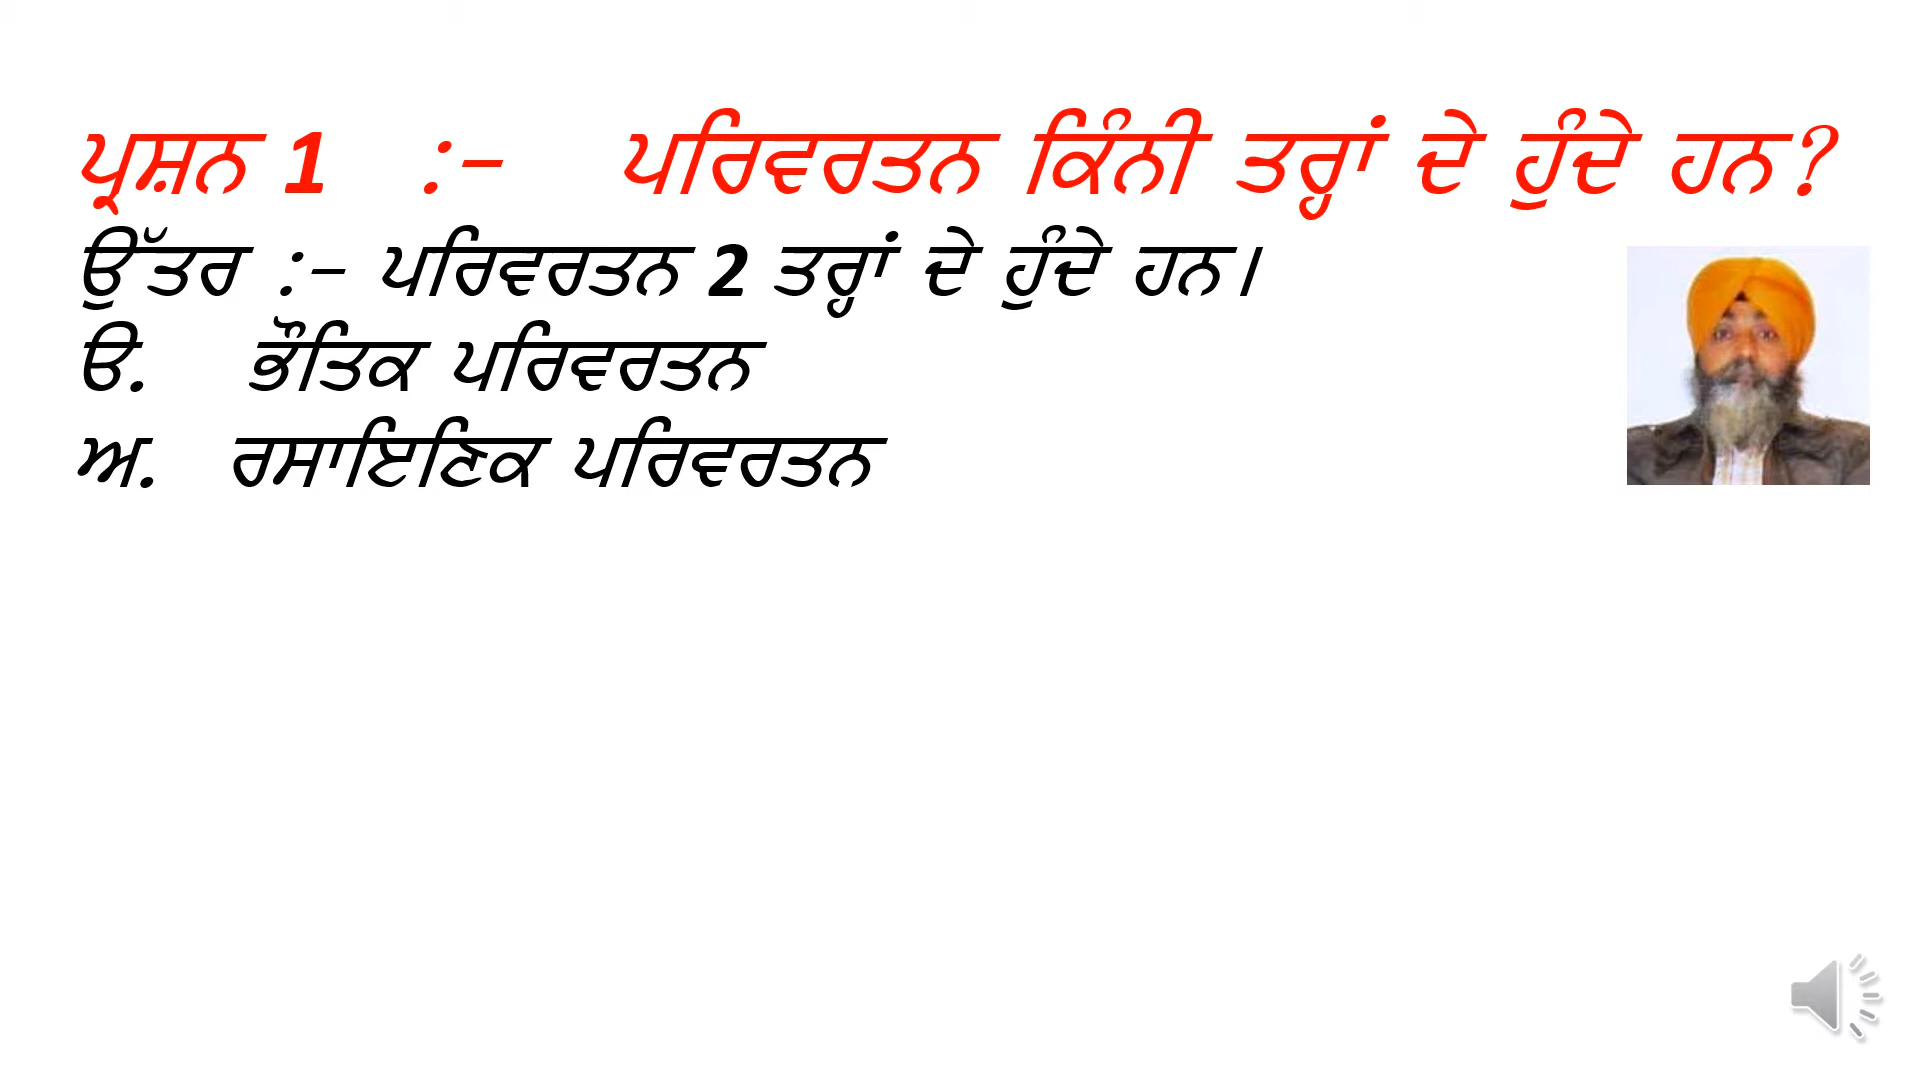 ਪ੍ਰਸ਼ਨ 1 :- ਪਰਿਵਰਤਨ ਕਿੰਨੀ ਤਰ੍ਹਾਂ ਦੇ ਹੁੰਦੇ ਹਨ?
ਉੱਤਰ :- ਪਰਿਵਰਤਨ 2 ਤਰ੍ਹਾਂ ਦੇ ਹੁੰਦੇ ਹਨ।
ੳ. ਭੌਤਿਕ ਪਰਿਵਰਤਨ
ਅ. ਰਸਾਇਣਿਕ ਪਰਿਵਰਤਨ